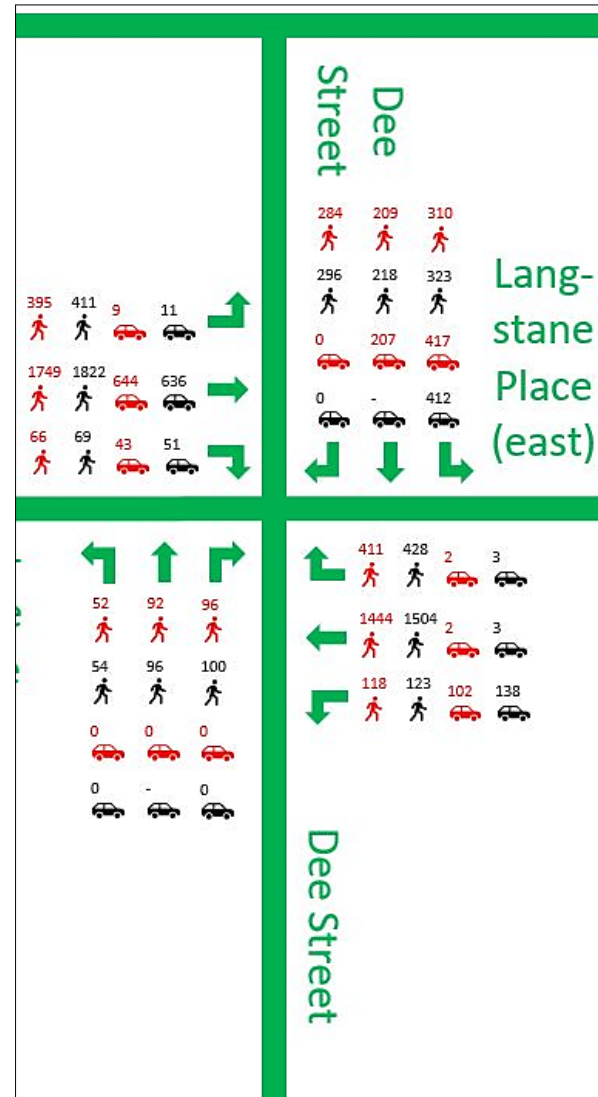 Dee
Street
284 209 310
296 218 323
0 207 417
0 - 412
Lang-
stane
Place
(east)
395 411 9 11
1749 1822 644 636
66 69 43 51
52 92 96
54 96 100
0 0 0
0 - 0
411 428 2 3
1444 1504 2 3
118 123 102 138
Dee Street